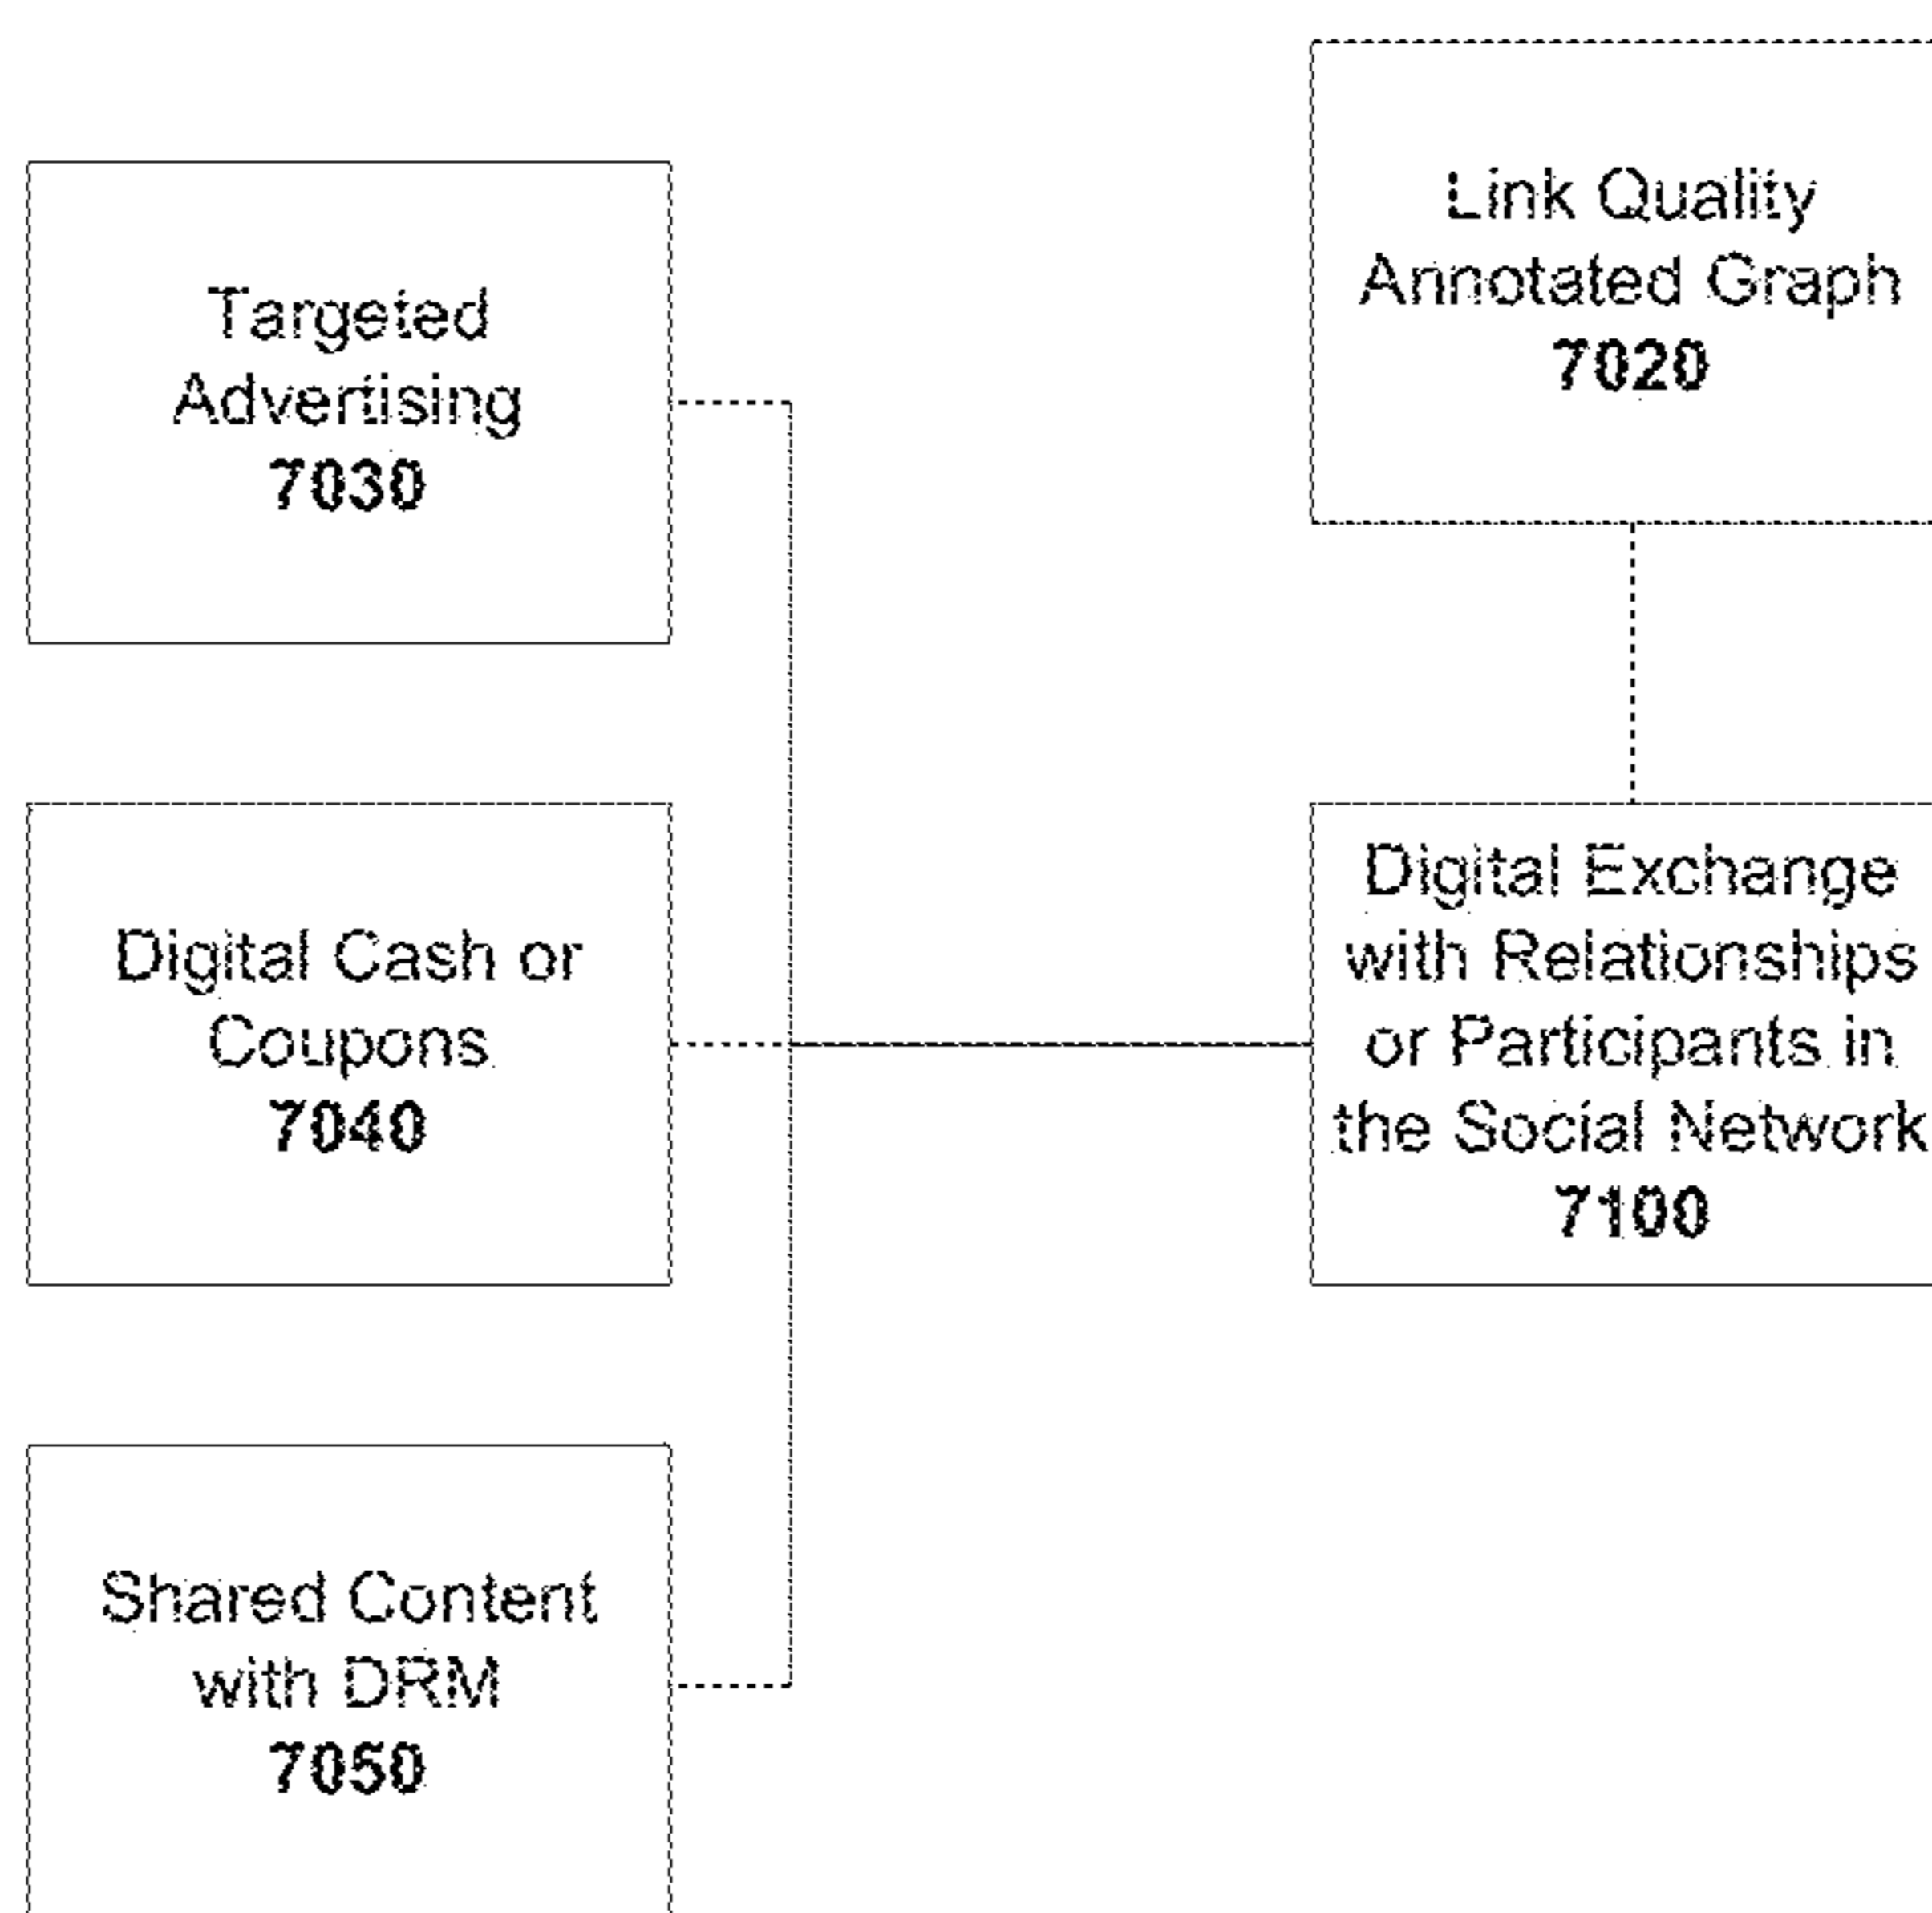 Targeted
Advertising
7030
Link Quality
Annotated Graph
7020
Digital Cash or
Coupons
7040
Digital Exchange
with Relationships
or Participants in
the Social Network
7100
Shared Content
with DRM
7050